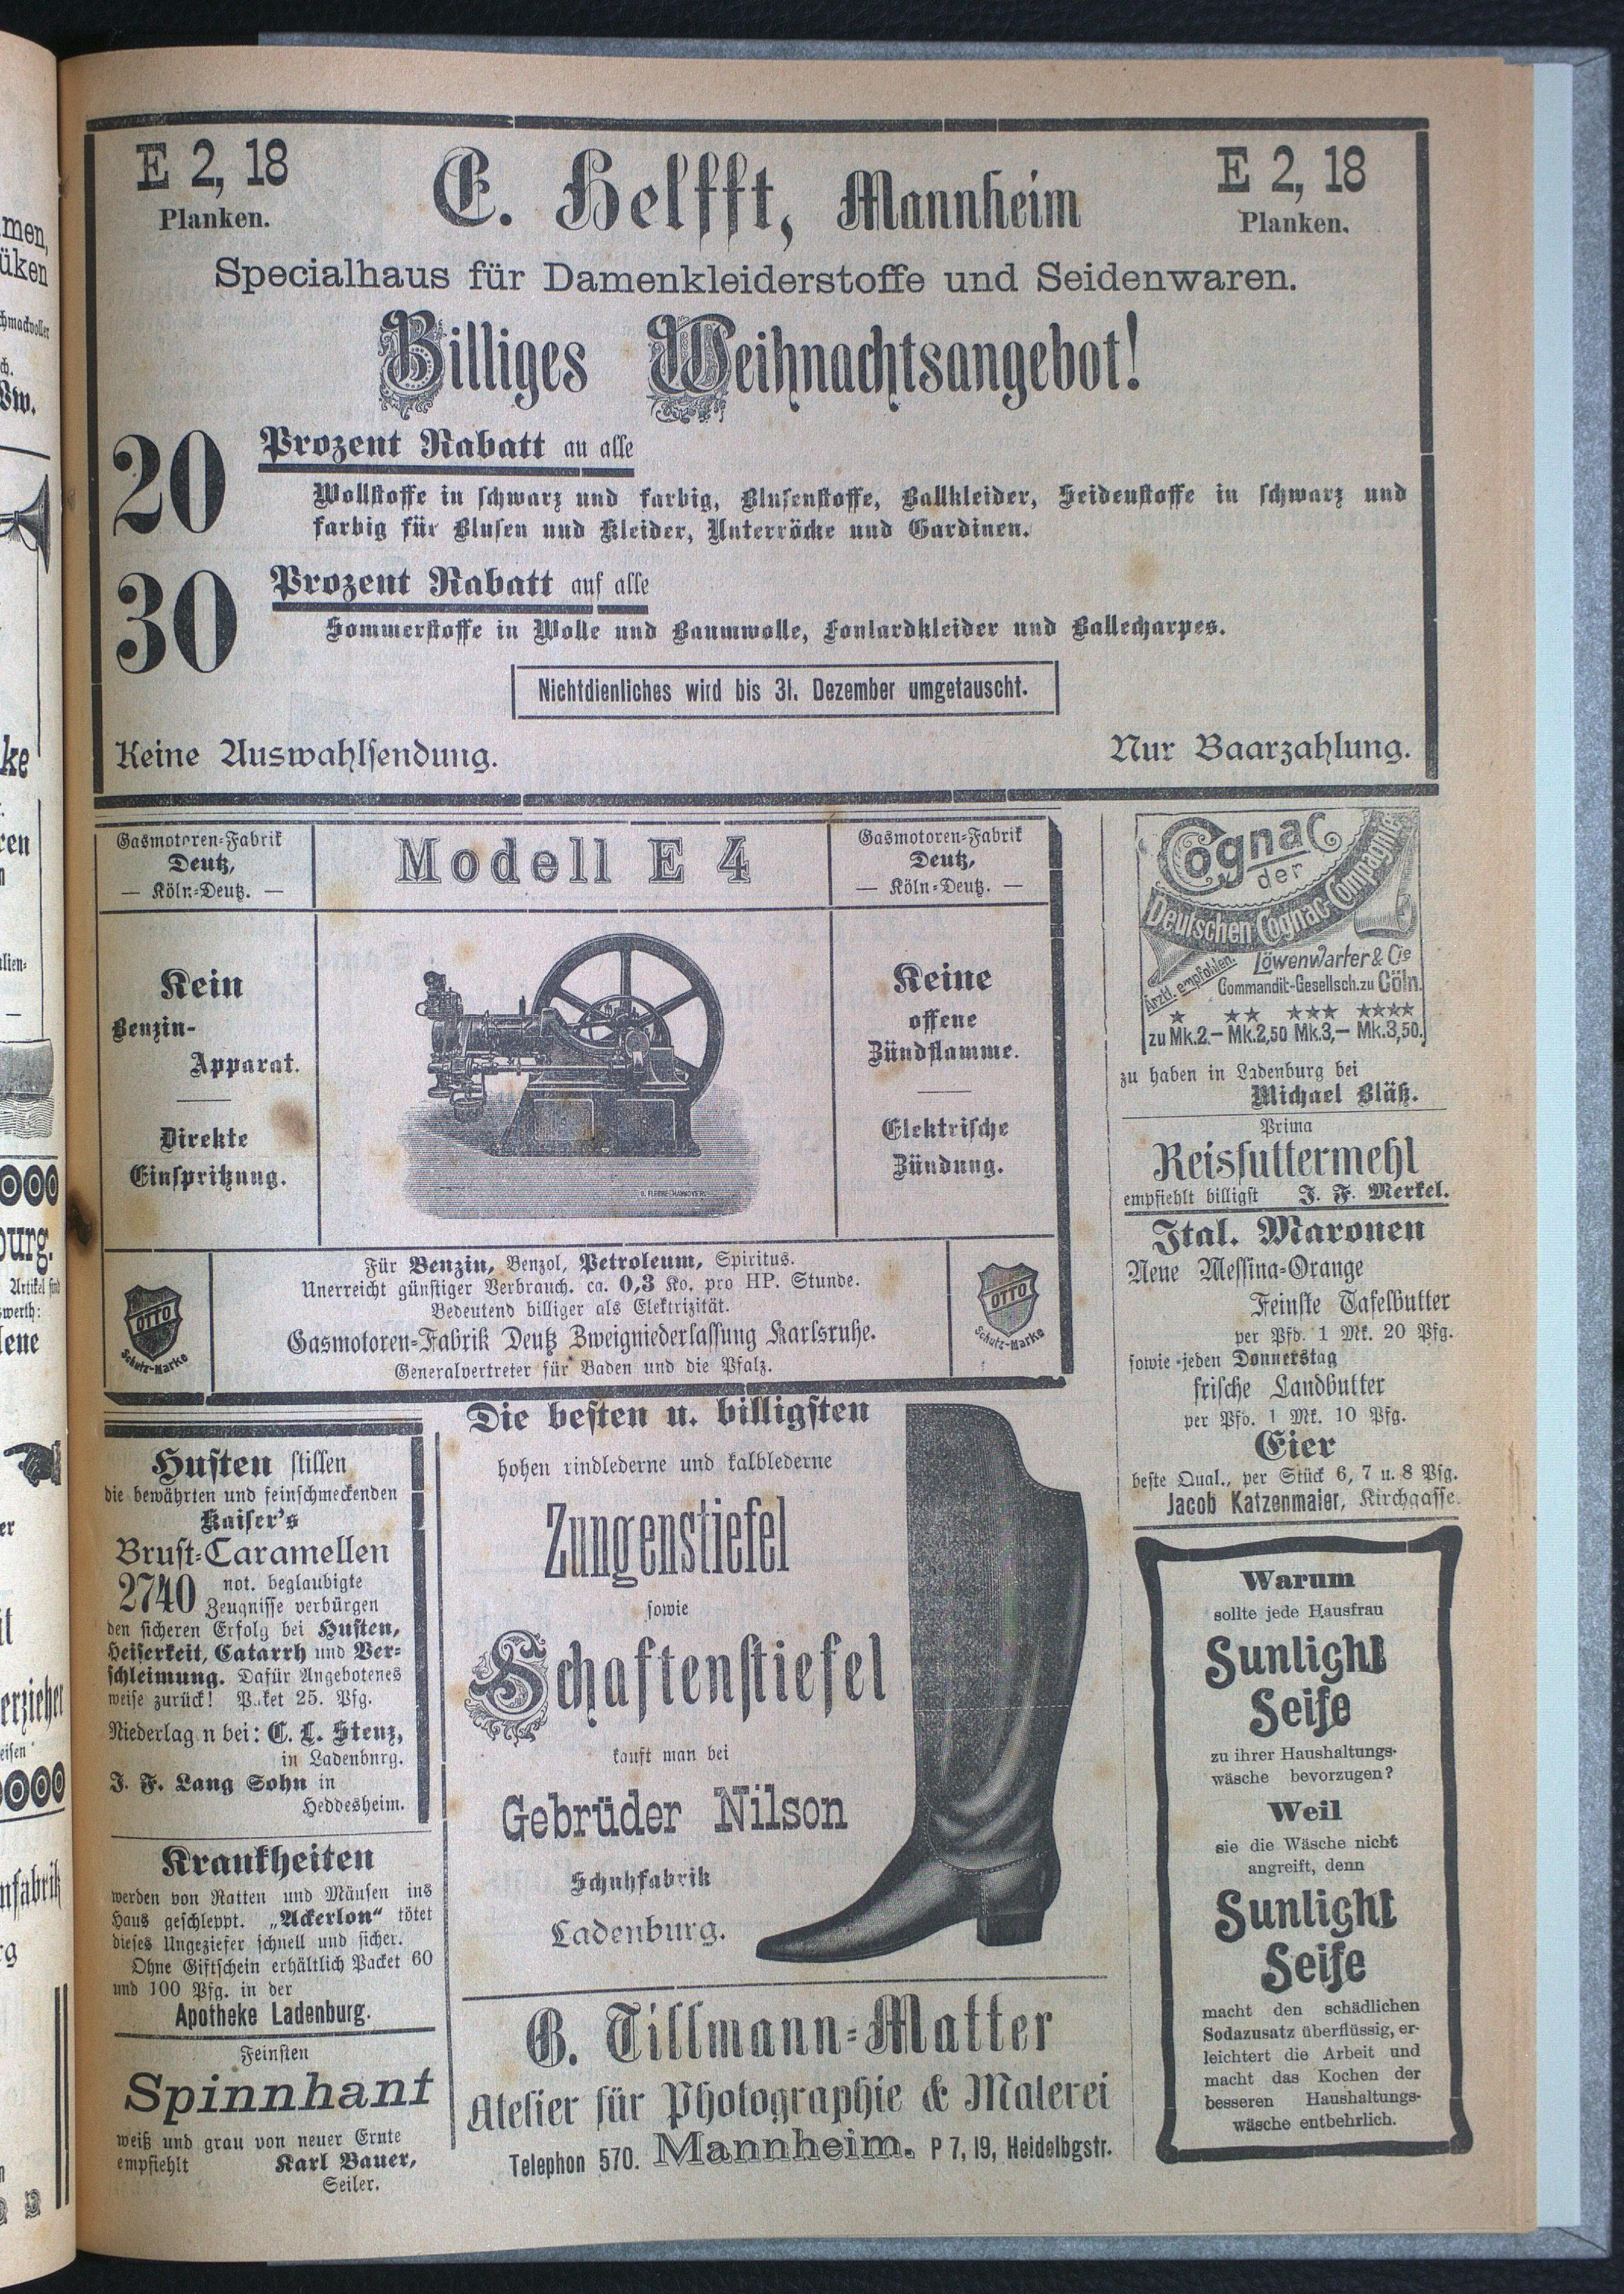 E 2, 18
Planken.
E. Helfft, Mannheim
E 2, 18
Planken.
Specialhaus für Damenkleiderstoffe und Seidenwaren.
Billiges Weihnachtsangebot!
20 Prozent Rabatt au alle
Wollstoffe in schwarz und farbig, Blusenstoffe, Ballkleider, Seidenstoffe in schwarz und
farbig für Blusen und Kleider, Unterröcke und Gardinen.
30 Prozent Rabatt auf alle
Sommerstoffe in Wolle und Baumwolle, Foulardkleider und Ballecharpes.
Nichtdienliches wird bis 31. Dezember umgetauscht.
Keine Auswahlsendung.
Nur Baarzahlung.
Gasmotoren-Fabrik
Deutz,
— Köln-Deutz. —
Modell E 4
Gasmotoren-Fabrik
Deutz,
— Köln-Deutz. —
Kein
Benzin-
Apparat.
Direkte
Einspritzung.
Keine
offene
Zündflamme.
Elektrische
Zündung.
Für Benzin, Benzol, Petroleum, Spiritus.
Unerreicht günstiger Verbrauch. ca. 0,3 Ko. pro HP. Stunde.
Bedeutend billiger als Elektrizität.
Gasmotoren-Fabrik Deutz Zweigniederlassung Karlsruhe.
Generalvertreter für Baden und die Pfalz.
OTTO
Schutz-Marke
OTTO
Schutz-Marke
Husten stillen
die bewährten und feinschmeckenden
Kaiser's
Brust-Caramellen
2740 not. beglaubigte
Zeugnisse verbürgen
den sicheren Erfolg bei Husten,
Heiserkeit, Catarrh und Ver-
schleimung. Dafür Angebotenes
weise zurück! P..ket 25. Pfg.
Niederlag n bei: C. L. Stenz,
in Ladenburg.
J. F. Lang Sohn in
Heddesheim.
Krankheiten
werden von Ratten und Mäusen ins
Haus geschleppt. „Ackerlon“ tötet
dieses Ungeziefer schnell und sicher.
Ohne Giftschein erhältlich Packet 60
und 100 Pfg. in der
Apotheke Ladenburg.
Feinsten
Spinnhanf
weiß und grau von neuer Ernte
empfiehlt Karl Bauer,
Seiler.
Die besten u. billigsten
hohen rindlederne und kalblederne
Zungenstiefel
sowie
Schaftenstiefel
kauft man bei
Gebrüder Nilson
Schuhfabrik
Ladenburg.
G. Tillmann-Matter
Atelier für Photographie & Malerei
Telephon 570. Mannheim. P 7, 19, Heidelbgstr.
Cognac
der
Deutschen Cognac-Compagnie
Löwenwarter & Cie
Ärztl. empfohlen.
Commandit-Gesellsch. zu Cöln.
★ ★★ ★★★ ★★★★
zu Mk.2.— Mk.2,50 Mk.3,— Mk.3,50.
zu haben in Ladenburg bei
Michael Bläß.
Prima
Reisfuttermehl
empfiehlt billigst J. F. Merkel.
Ital. Maronen
Neue Messina-Orange
Feinste Tafelbutter
per Pfd. 1 Mk. 20 Pfg.
sowie jeden Donnerstag
frische Landbutter
per Pfd. 1 Mk. 10 Pfg.
Eier
beste Qual., per Stück 6, 7 u. 8 Pfg.
Jacob Katzenmaier, Kirchgasse.
Warum
sollte jede Hausfrau
Sunlight
Seife
zu ihrer Haushaltungs-
wäsche bevorzugen?
Weil
sie die Wäsche nicht
angreift, denn
Sunlight
Seife
macht den schädlichen
Sodazusatz überflüssig, er-
leichtert die Arbeit und
macht das Kochen der
besseren Haushaltungs-
wäsche entbehrlich.